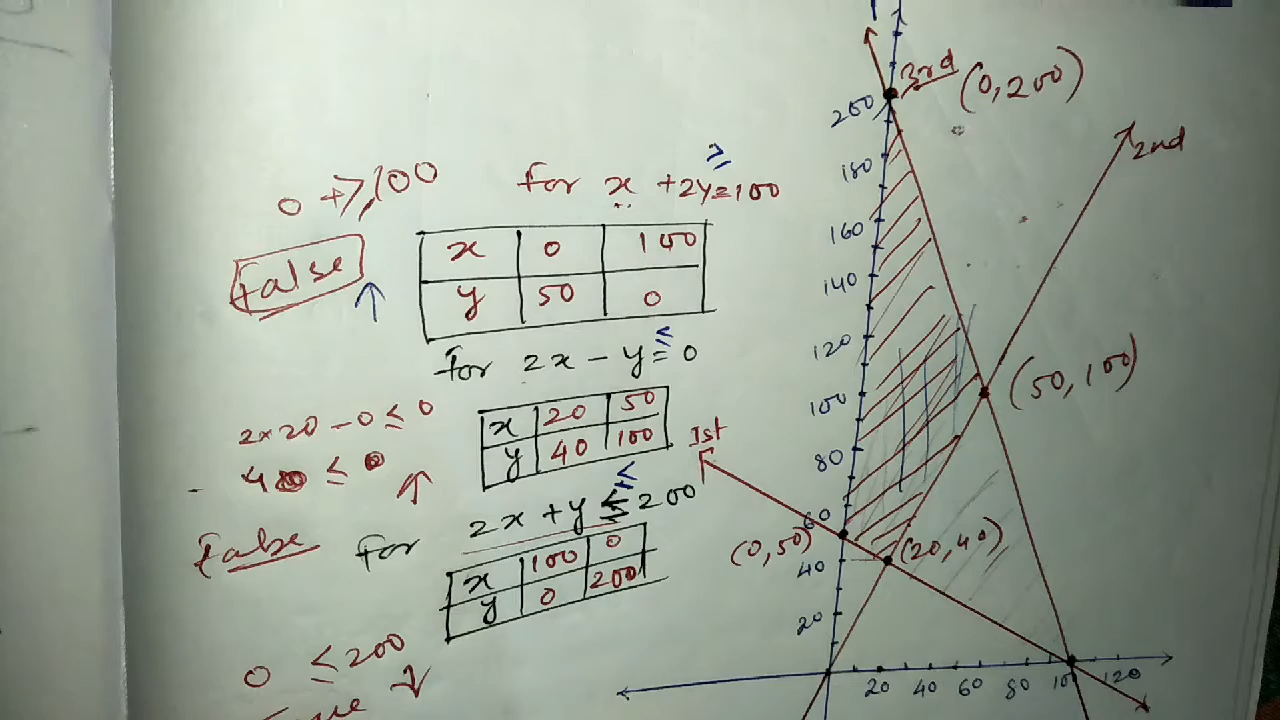 0 + ≥ 100
False
for x + 2y ≥ = 100
x 0 100
y 50 0
for 2x - y ≤ = 0
2x20 - 0 ≤ 0
40 ≤ 0
False
x 20 50
y 40 100
for 2x + y ≤ 200
x 100 0
y 0 200
0 ≤ 200
3rd (0,200)
2nd
Ist
(50,100)
(0,50)
(20,40)
200
180
160
140
120
100
80
60
40
20
20 40 60 80 100 120